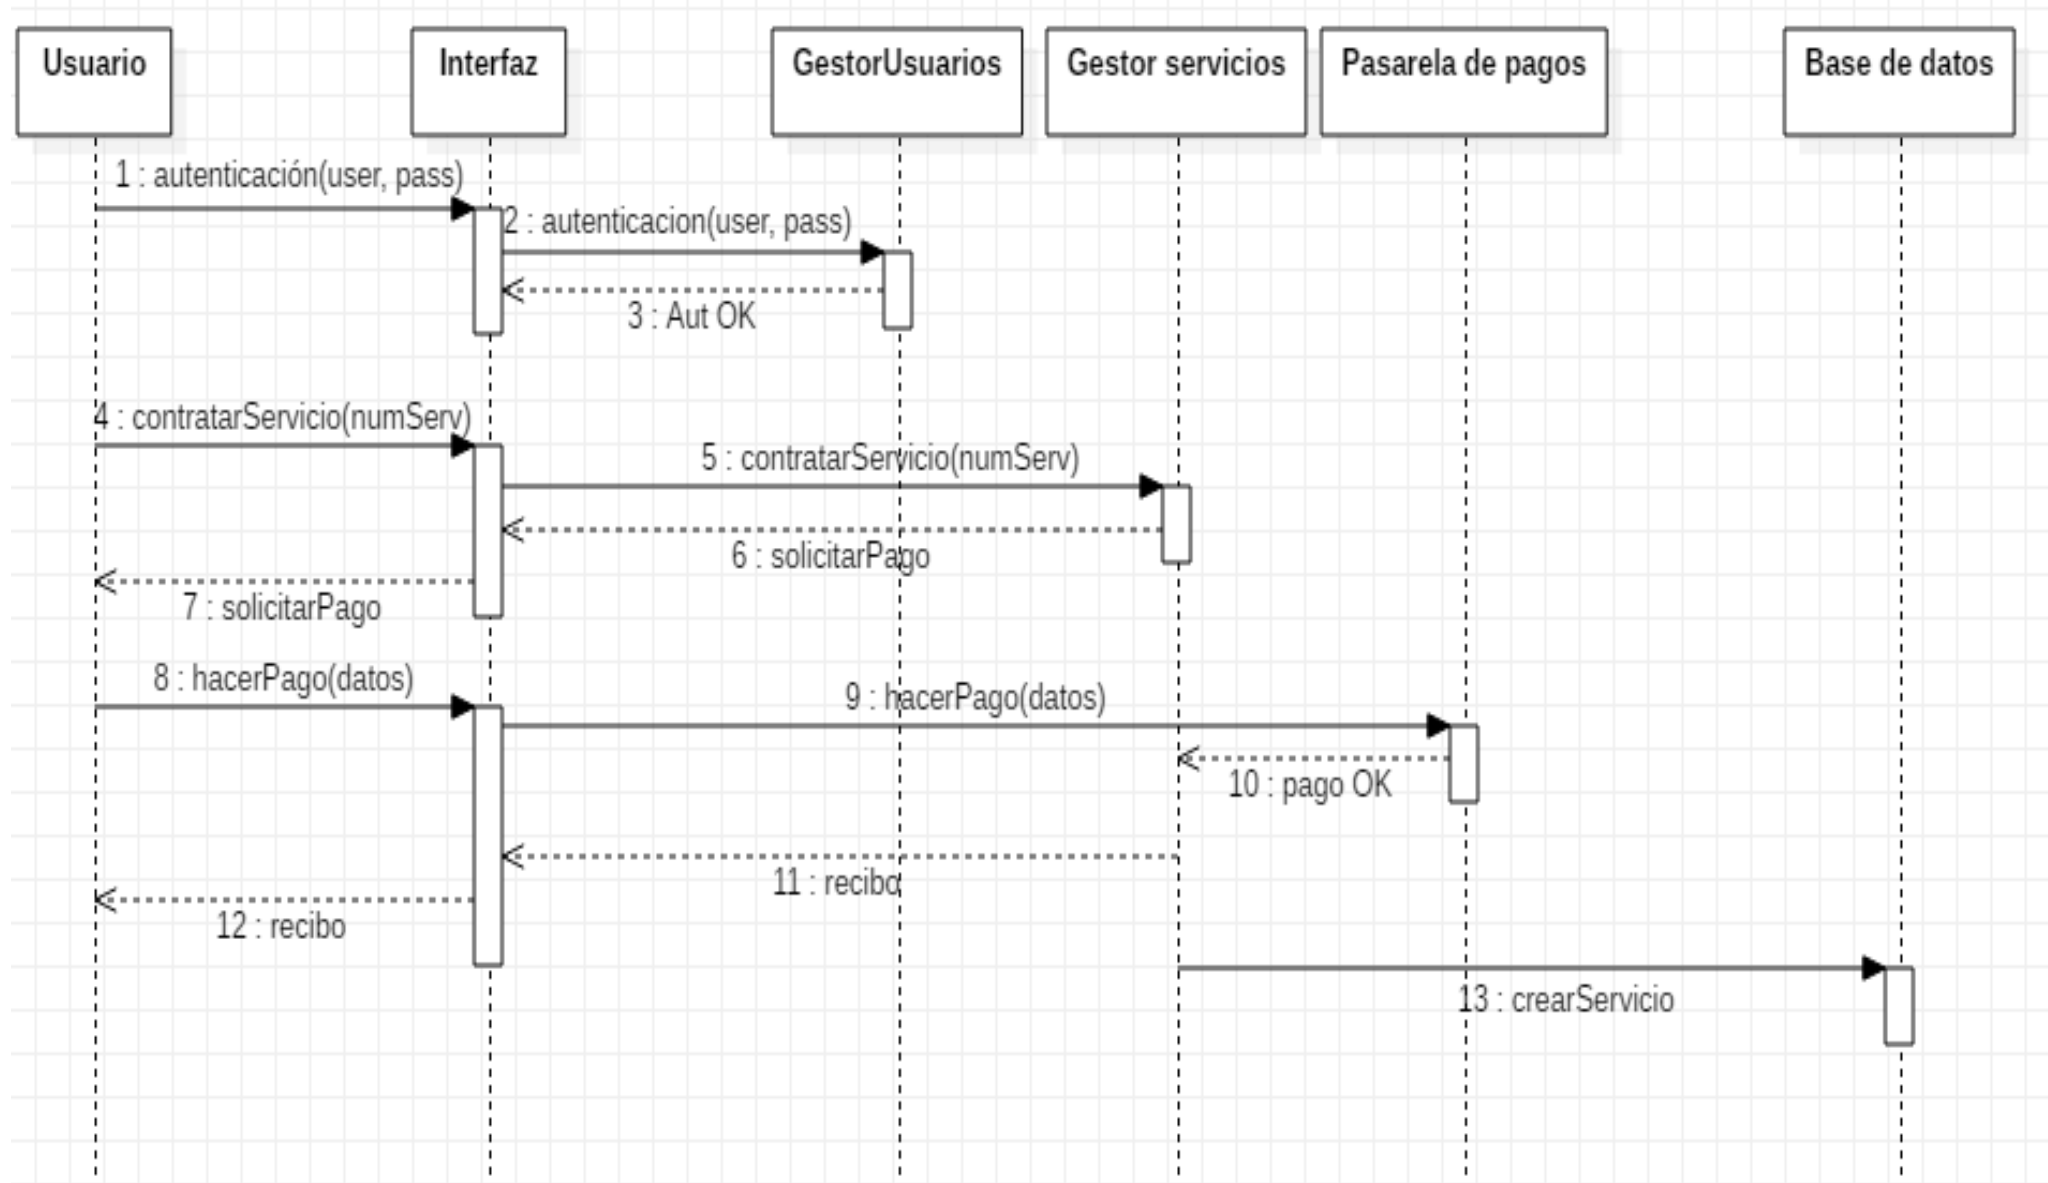 Usuario
Interfaz
GestorUsuarios
Gestor servicios
Pasarela de pagos
Base de datos
1 : autenticación(user, pass)
2 : autenticacion(user, pass)
3 : Aut OK
4 : contratarServicio(numServ)
5 : contratarServicio(numServ)
6 : solicitarPago
7 : solicitarPago
8 : hacerPago(datos)
9 : hacerPago(datos)
10 : pago OK
11 : recibo
12 : recibo
13 : crearServicio